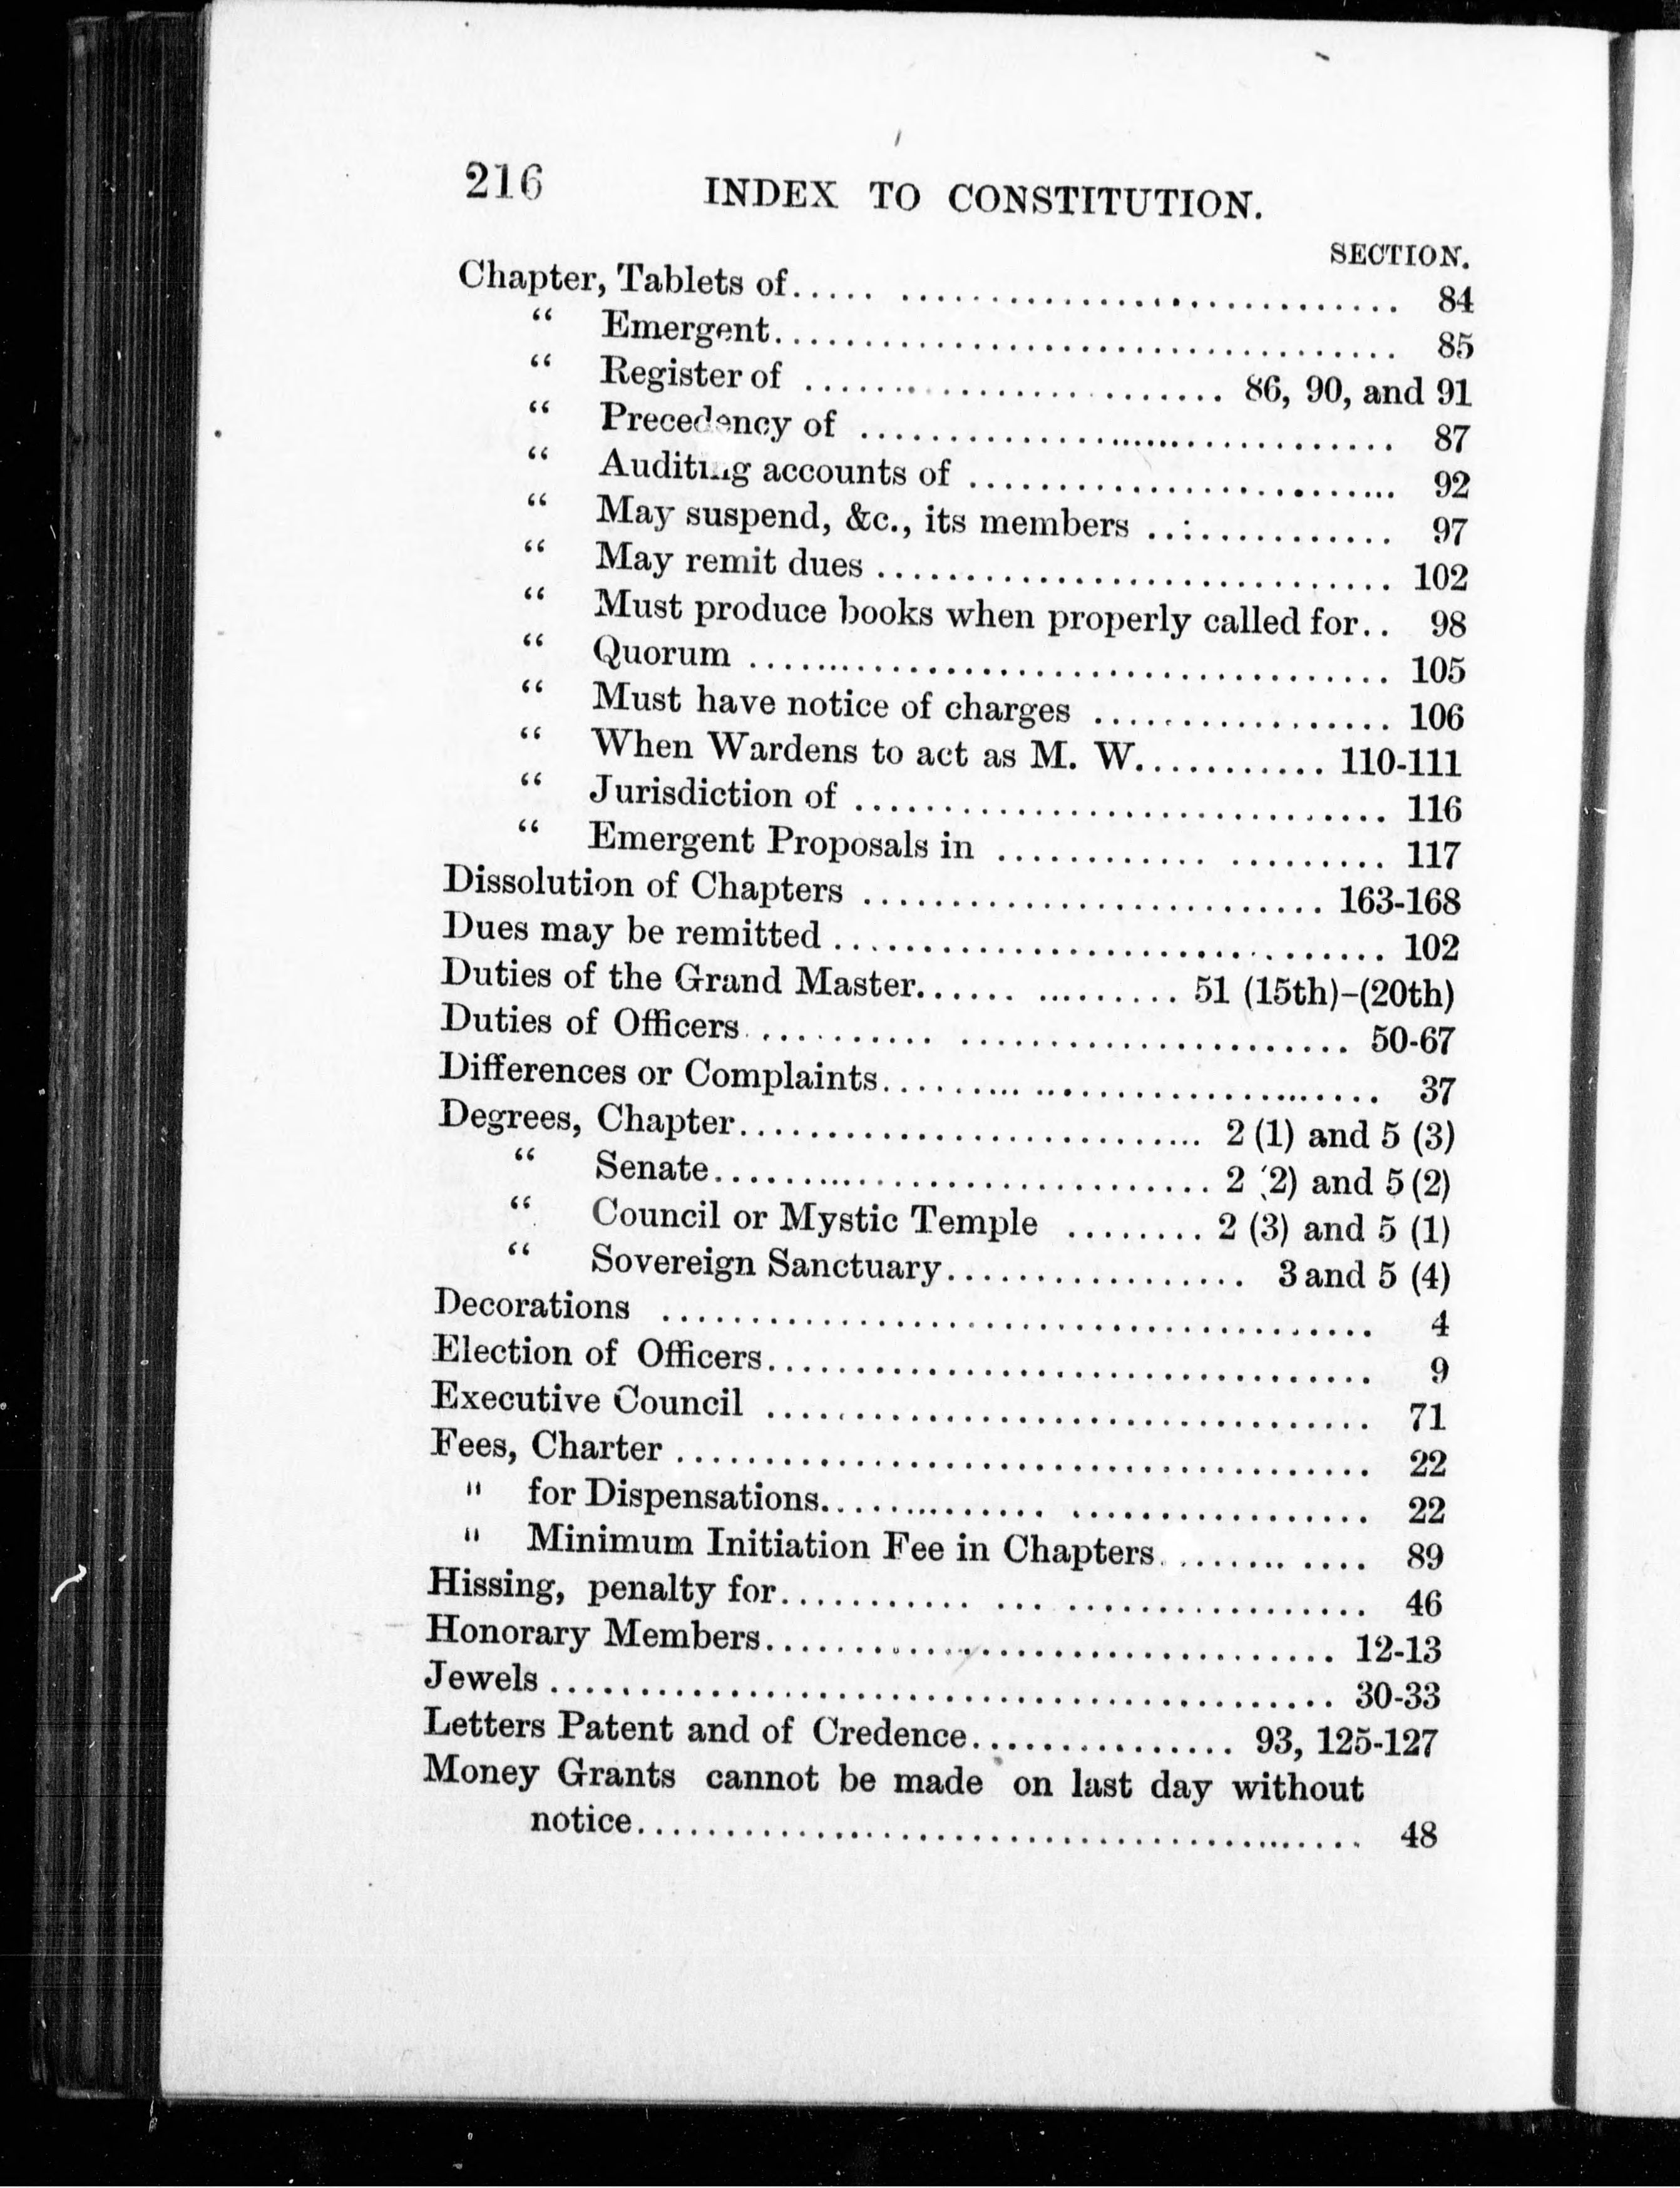 216 INDEX TO CONSTITUTION.
SECTION.
Chapter, Tablets of..... ............................ 84
“ Emergent................................... 85
“ Register of ........................ 86, 90, and 91
“ Precedency of ................................ 87
“ Auditing accounts of ......................... 92
“ May suspend, &c., its members ..:........... 97
“ May remit dues ............................. 102
“ Must produce books when properly called for.. 98
“ Quorum ..................................... 105
“ Must have notice of charges ................. 106
“ When Wardens to act as M. W........... 110-111
“ Jurisdiction of .............................. 116
“ Emergent Proposals in ............ ......... 117
Dissolution of Chapters .......................... 163-168
Dues may be remitted ............................... 102
Duties of the Grand Master...... .......... 51 (15th)-(20th)
Duties of Officers........... ...................... 50-67
Differences or Complaints......... .................... 37
Degrees, Chapter........................... 2 (1) and 5 (3)
“ Senate............................. 2 (2) and 5 (2)
“ Council or Mystic Temple ........ 2 (3) and 5 (1)
“ Sovereign Sanctuary................. 3 and 5 (4)
Decorations ........................................ 4
Election of Officers.................................. 9
Executive Council .................................. 71
Fees, Charter ....................................... 22
" for Dispensations............. ................. 22
" Minimum Initiation Fee in Chapters........ .... 89
Hissing, penalty for........... ... ................. 46
Honorary Members................................ 12-13
Jewels ............................................ 30-33
Letters Patent and of Credence............... 93, 125-127
Money Grants cannot be made on last day without
notice.......................................... 48